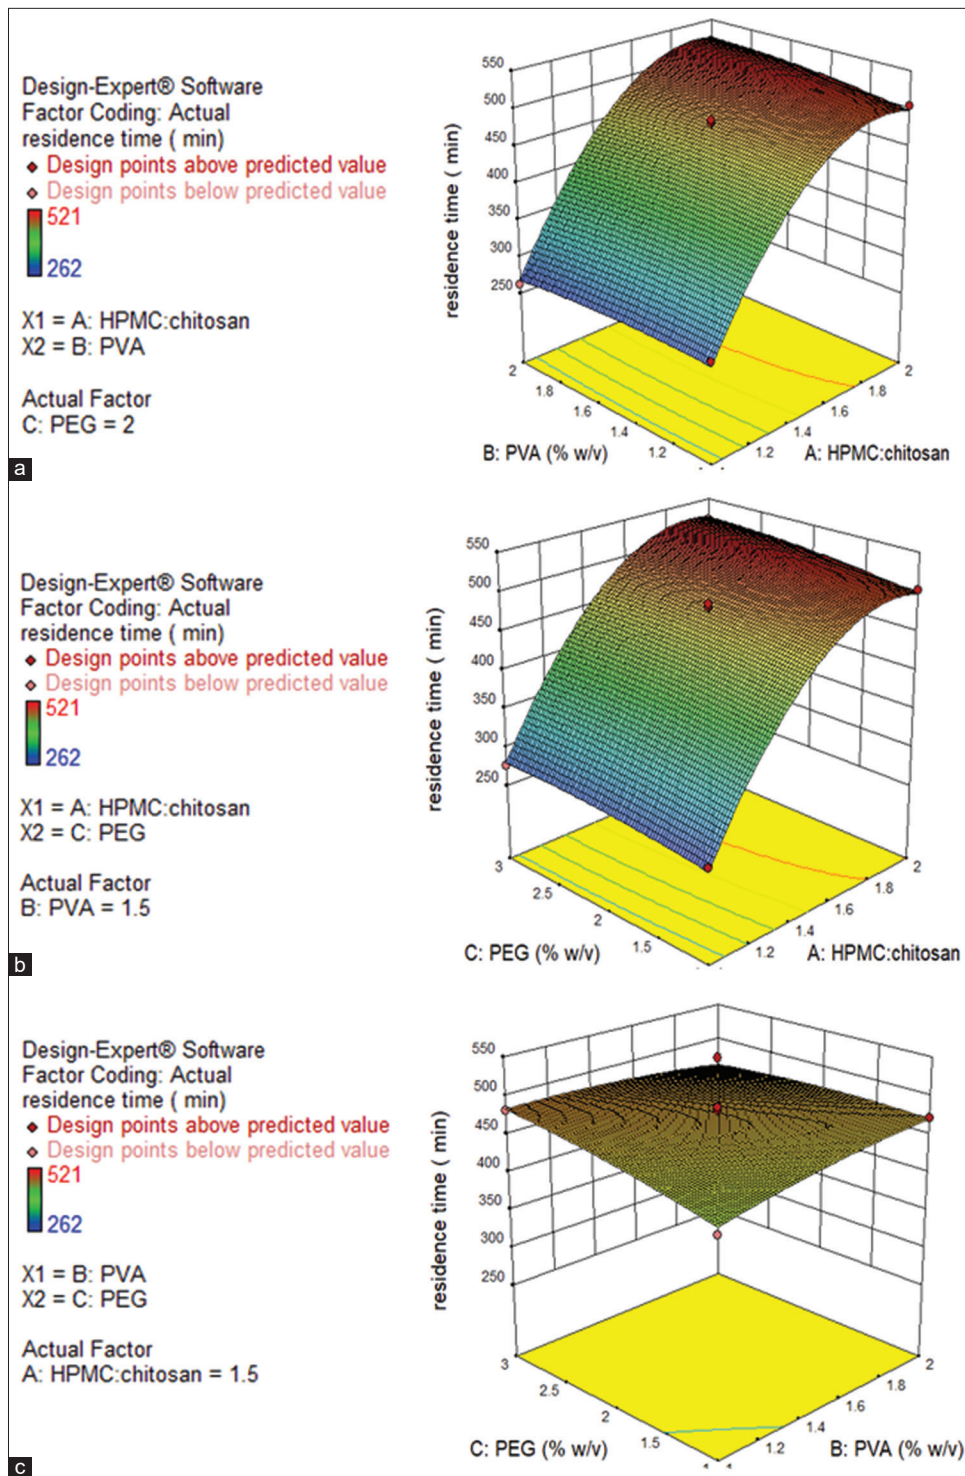 Design-Expert® Software
Factor Coding: Actual
residence time ( min)
Design points above predicted value
Design points below predicted value
521
262
X1 = A: HPMC:chitosan
X2 = B: PVA
Actual Factor
C: PEG = 2
residence time ( min)
550
500
450
400
350
300
250
2
1.8
1.6
1.4
1.2
B: PVA (% w/v)
2
1.8
1.6
1.4
1.2
A: HPMC:chitosan
a
Design-Expert® Software
Factor Coding: Actual
residence time ( min)
Design points above predicted value
Design points below predicted value
521
262
X1 = A: HPMC:chitosan
X2 = C: PEG
Actual Factor
B: PVA = 1.5
residence time ( min)
550
500
450
400
350
300
250
3
2.5
2
1.5
C: PEG (% w/v)
2
1.8
1.6
1.4
1.2
A: HPMC:chitosan
b
Design-Expert® Software
Factor Coding: Actual
residence time ( min)
Design points above predicted value
Design points below predicted value
521
262
X1 = B: PVA
X2 = C: PEG
Actual Factor
A: HPMC:chitosan = 1.5
residence time ( min)
550
500
450
400
350
300
250
3
2.5
2
1.5
C: PEG (% w/v)
2
1.8
1.6
1.4
1.2
B: PVA (% w/v)
c